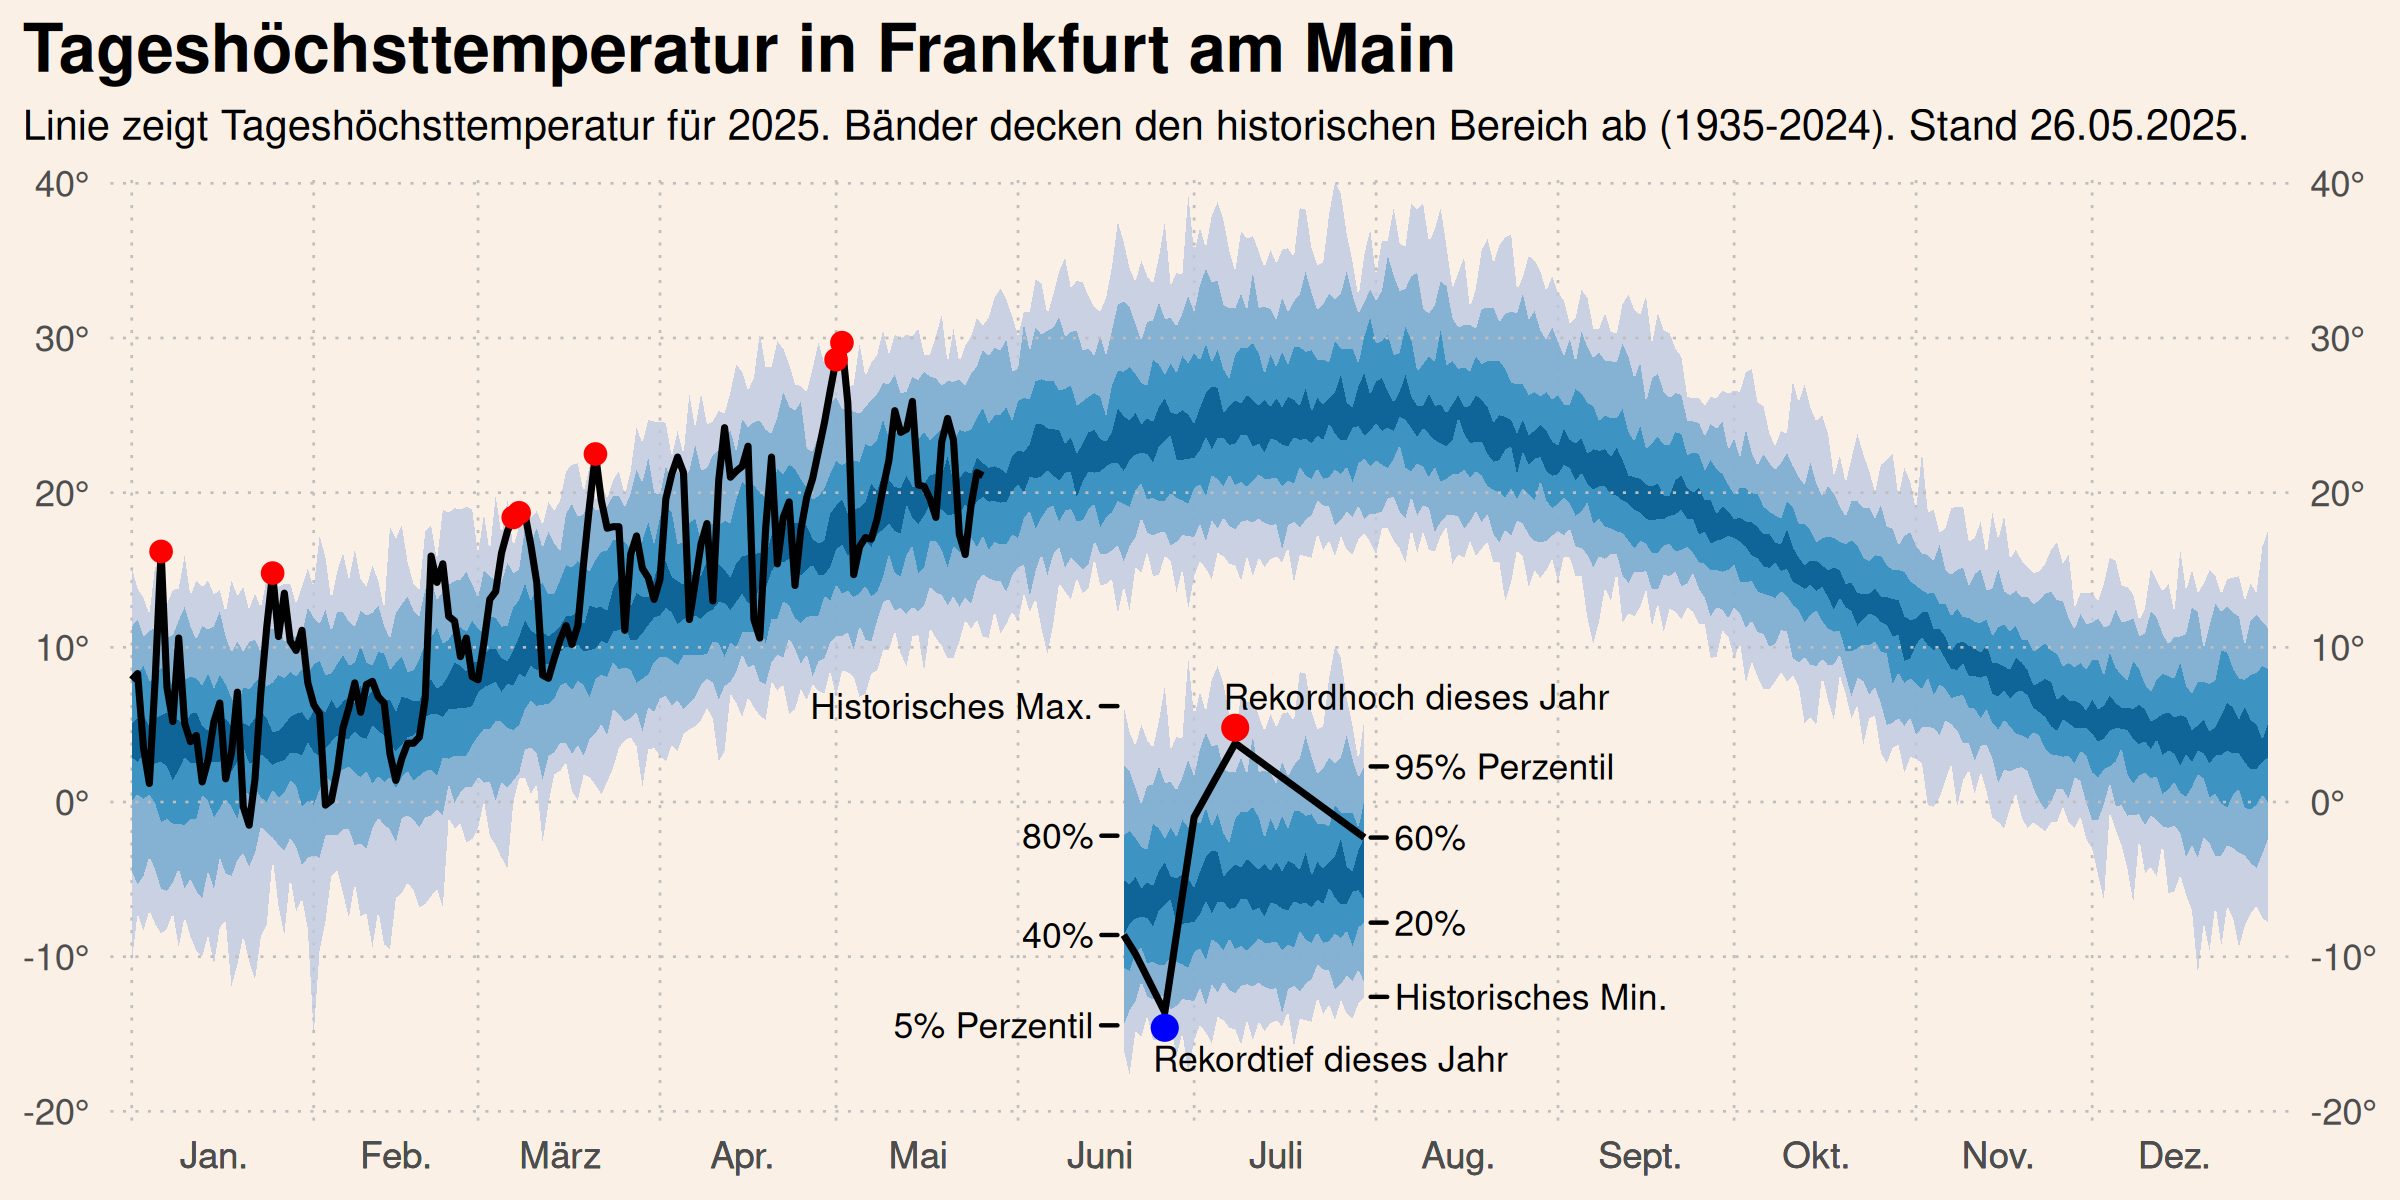 Tageshöchsttemperatur in Frankfurt am Main
Linie zeigt Tageshöchsttemperatur für 2025. Bänder decken den historischen Bereich ab (1935-2024). Stand 26.05.2025.
40° 40°
30° 30°
20° 20°
10° 10°
Historisches Max. Rekordhoch dieses Jahr
95% Perzentil
0° 0°
80% 60%
40% 20%
-10° -10°
Historisches Min.
5% Perzentil
Rekordtief dieses Jahr
-20° -20°
Jan. Feb. März Apr. Mai Juni Juli Aug. Sept. Okt. Nov. Dez.